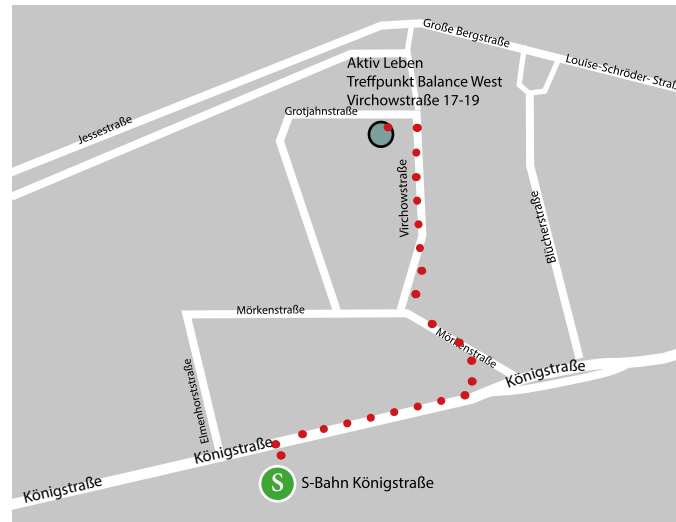 Große Bergstraße
Louise-Schröder- Straß
Aktiv Leben
Treffpunkt Balance West
Virchowstraße 17-19
Grotjahnstraße
Jessestraße
Virchowstraße
Blücherstraße
Mörkenstraße
Mörkenstraße
Elmenhorststraße
Königstraße
Königstraße
Königstraße
S
S-Bahn Königstraße